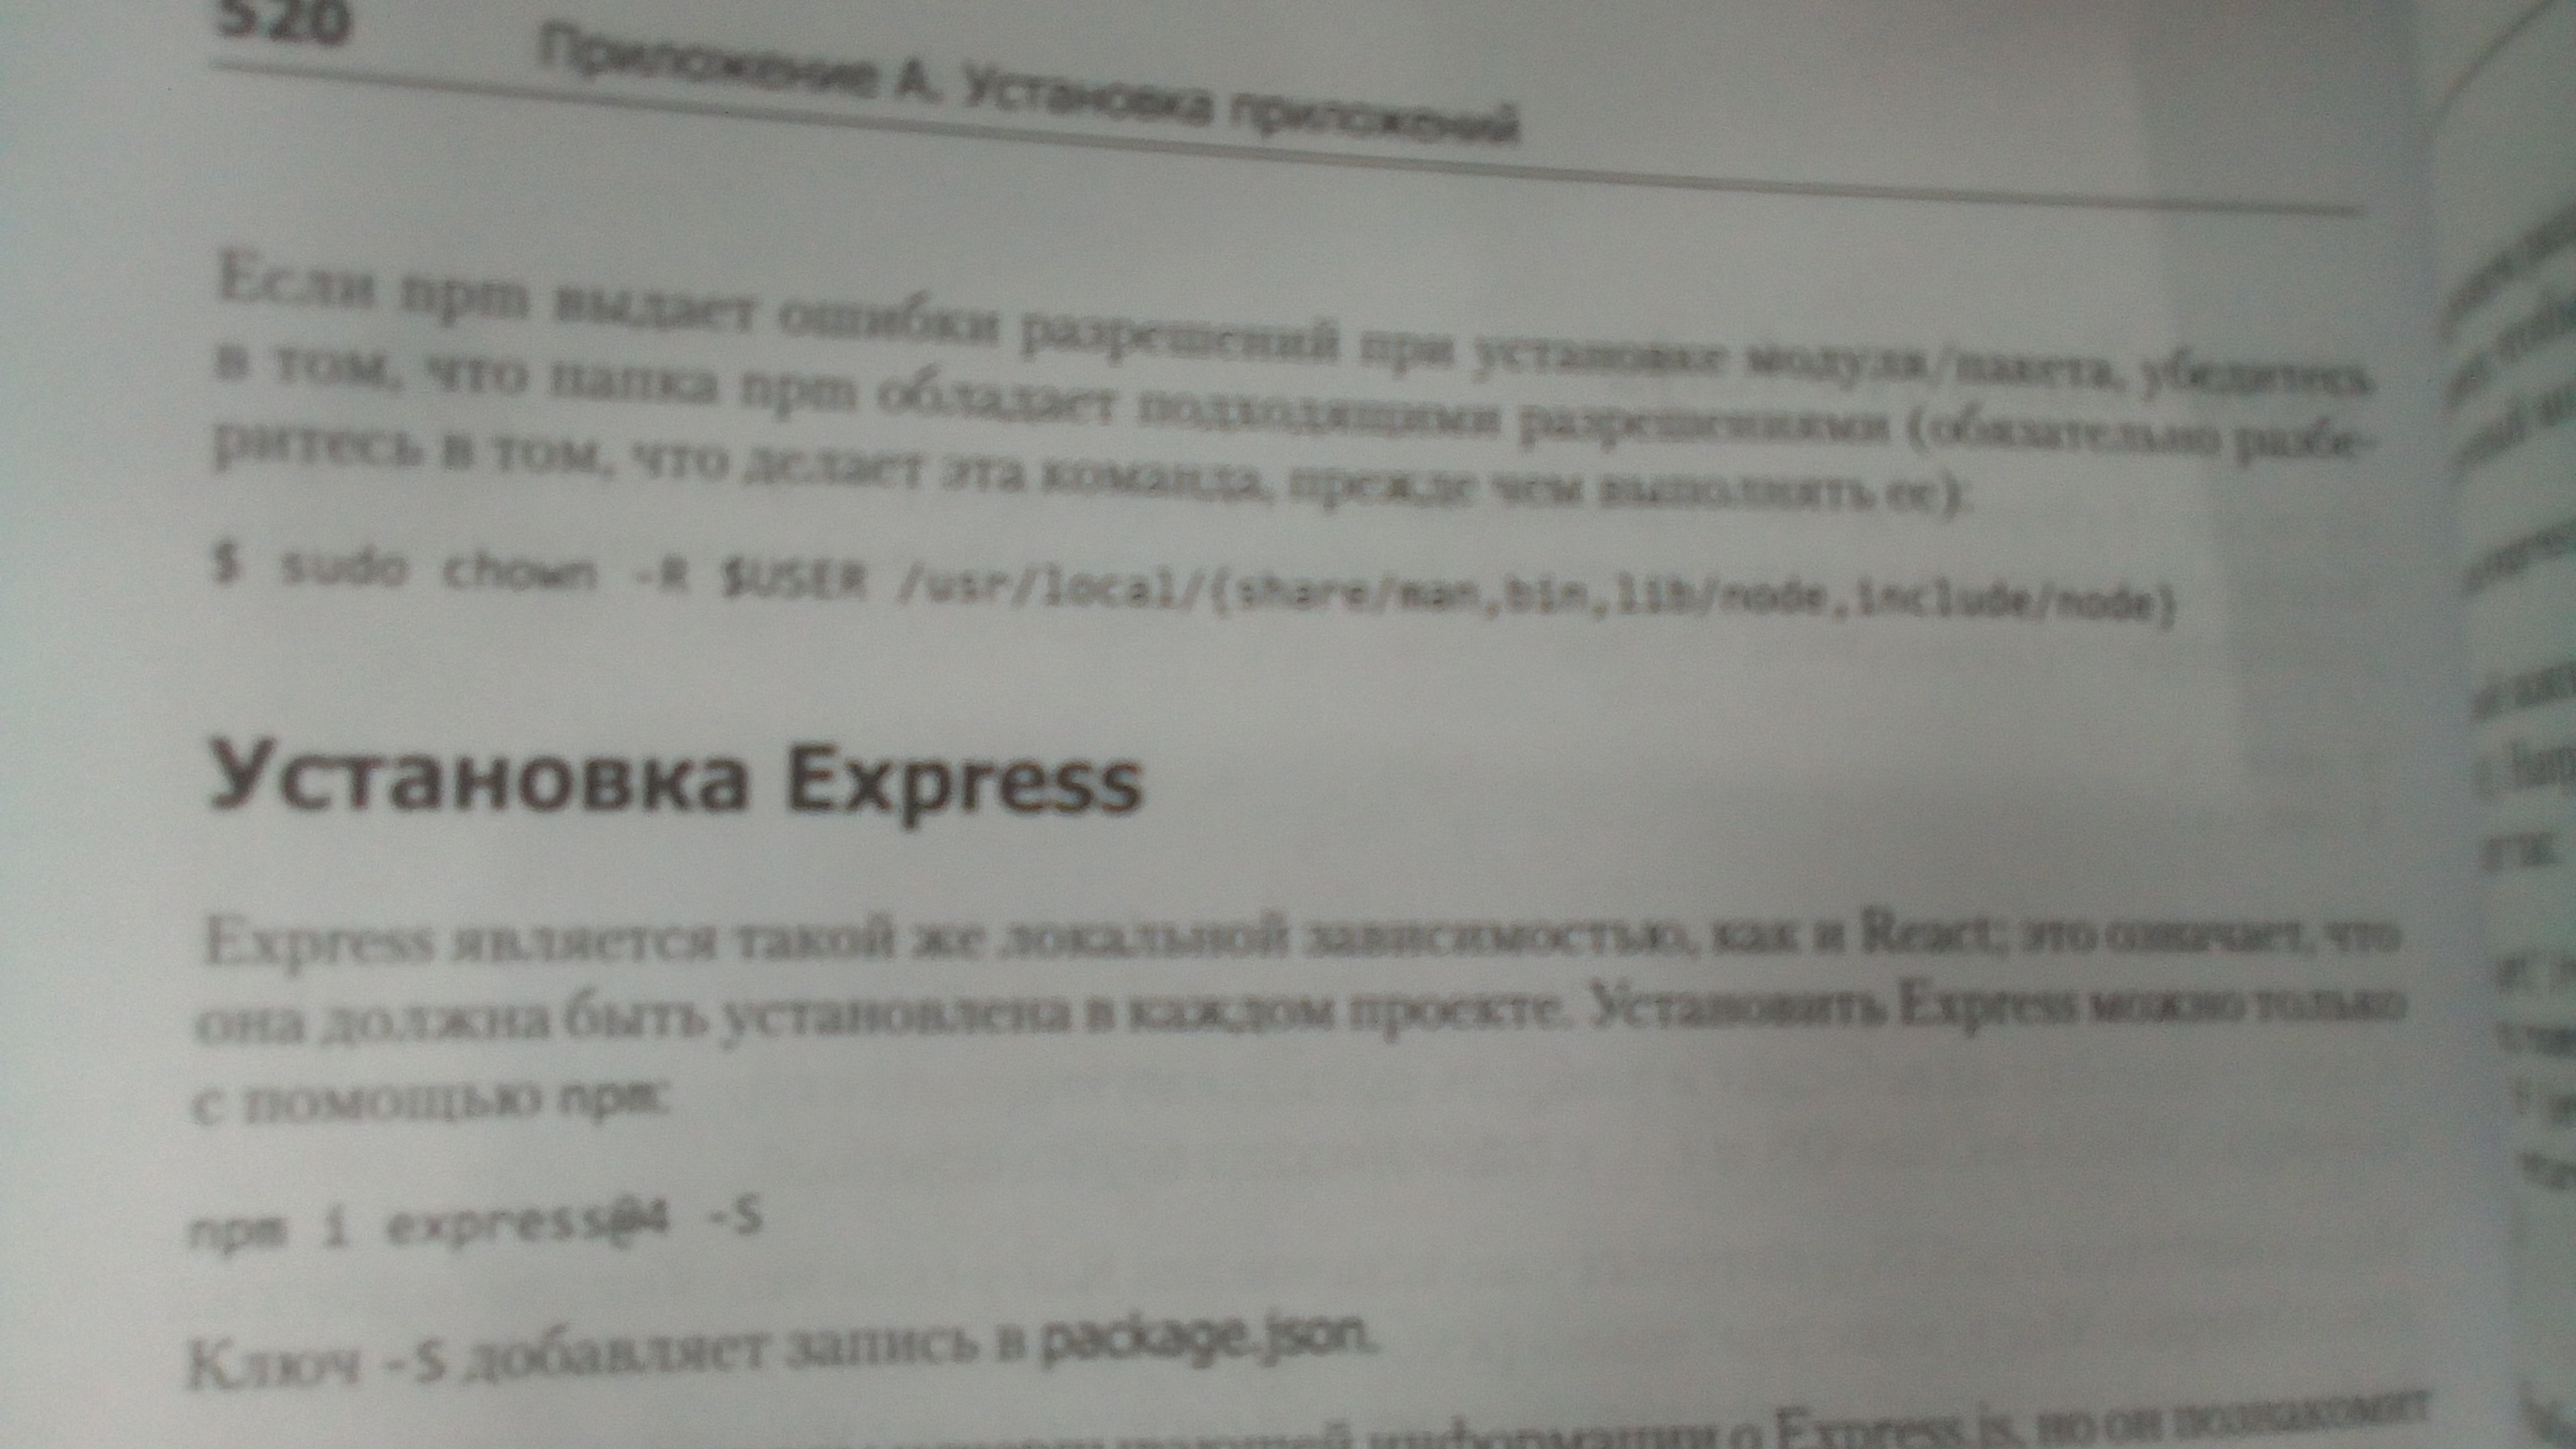 520 Приложение А. Установка приложений
Если npm выдает ошибки разрешений при установке модуля/пакета, убедитесь
в том, что папка npm обладает подходящими разрешениями (обязательно разбе-
ритесь в том, что делает эта команда, прежде чем выполнять ее):
$ sudo chown -R $USER /usr/local/{share/man,bin,lib/node,include/node}
Установка Express
Express является такой же локальной зависимостью, как и React; это означает, что
она должна быть установлена в каждом проекте. Установить Express можно только
с помощью npm:
npm i express@4 -S
Ключ -S добавляет запись в package.json.
информации о Express.js, но он познакомит